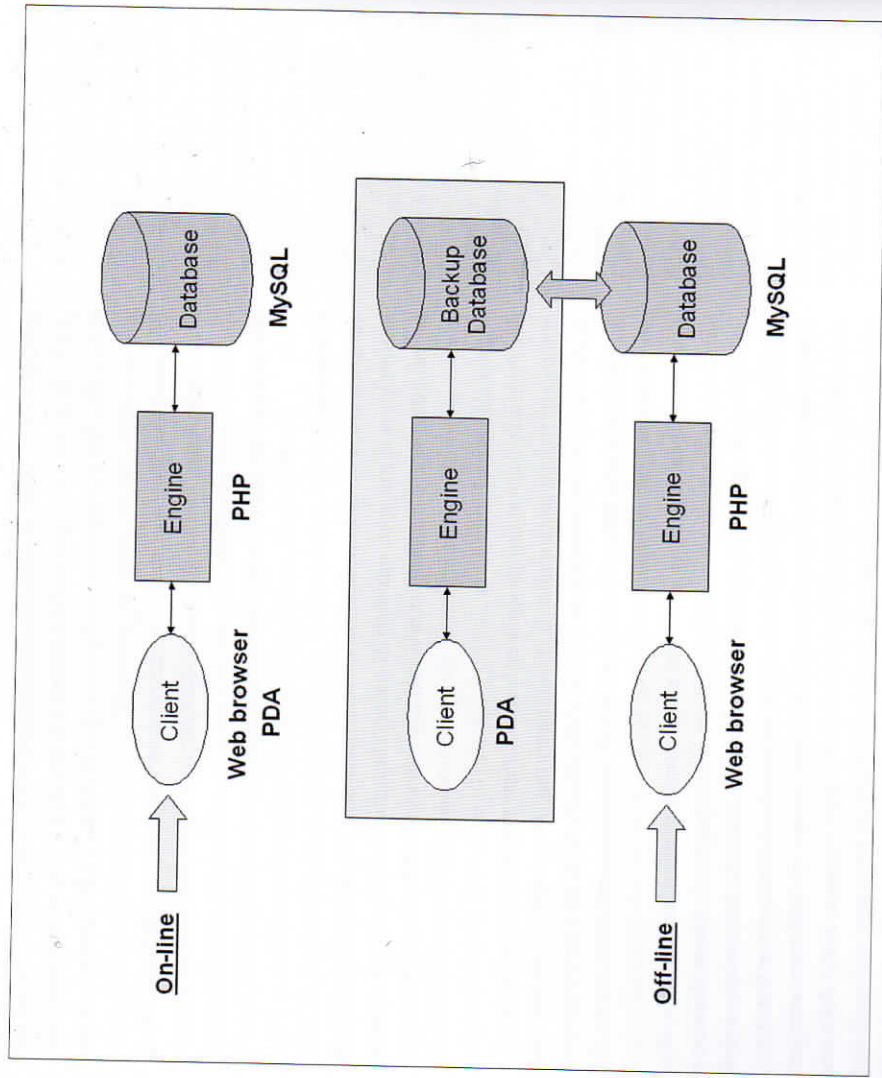 On-line
Client
Web browser
PDA
Engine
PHP
Database
MySQL
Client
PDA
Engine
Backup
Database
Off-line
Client
Web browser
Engine
PHP
Database
MySQL